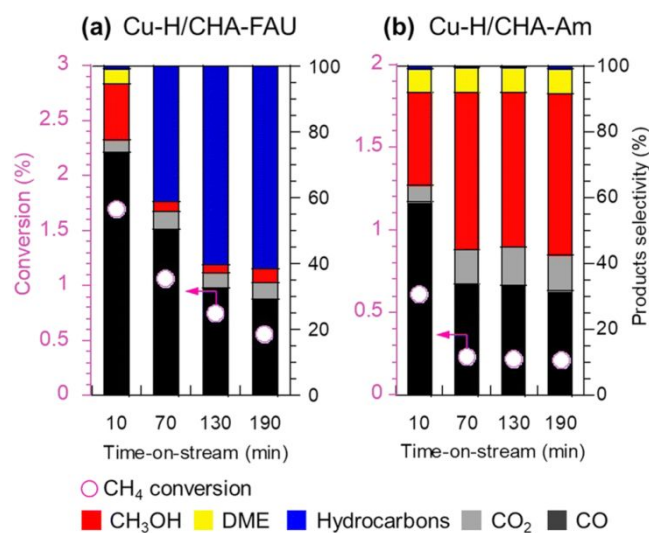 (a) Cu-H/CHA-FAU
(b) Cu-H/CHA-Am
Conversion (%)
3
2.5
2
1.5
1
0.5
0
100
80
60
40
20
0
10 70 130 190
Time-on-stream (min)
2
1.5
1
0.5
0
100
80
60
40
20
0
Products selectivity (%)
10 70 130 190
Time-on-stream (min)
CH₄ conversion
CH₃OH DME Hydrocarbons CO₂ CO